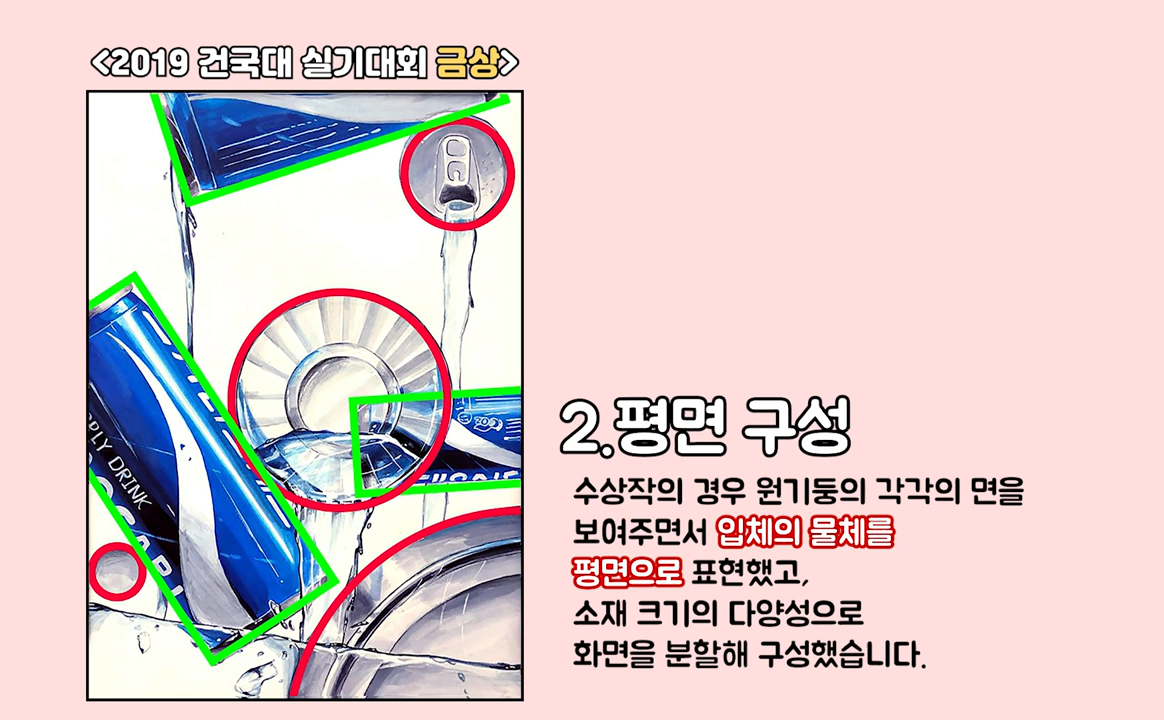 <2019 건국대 실기대회 금상>
PPLY DRINK
2.평면 구성
수상작의 경우 원기둥의 각각의 면을
보여주면서 입체의 물체를
평면으로 표현했고,
소재 크기의 다양성으로
화면을 분할해 구성했습니다.